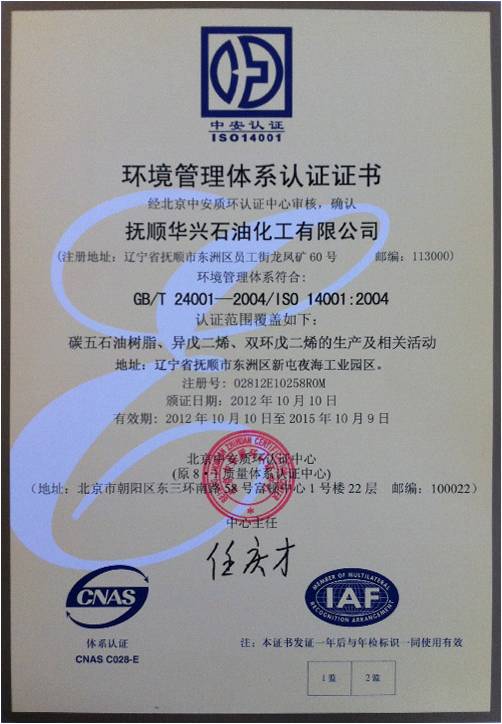 中安认证
ISO14001
环境管理体系认证证书
经北京中安质环认证中心审核，确认
抚顺华兴石油化工有限公司
(注册地址：辽宁省抚顺市东洲区员工街龙凤矿 60 号 邮编：113000)
环境管理体系符合:
GB/T 24001—2004/ISO 14001:2004
认证范围覆盖如下：
碳五石油树脂、异戊二烯、双环戊二烯的生产及相关活动
地址：辽宁省抚顺市东洲区新屯夜海工业园区。
注册号: 02812E10258R0M
颁证日期：2012 年 10 月 10 日
有效期: 2012 年 10 月 10 日至 2015 年 10 月 9 日
北京中安质环认证中心
(原 8·1 质量体系认证中心)
（地址：北京市朝阳区东三环南路 58 号富顿中心 1 号楼 22 层 邮编：100022）
中心主任
任庆才
CNAS
体系认证
CNAS C028-E
MEMBER OF MULTILATERAL
IAF
RECOGNITION ARRANGEMENT
注：本证书发证一年后与年检标识一同使用有效
1监 2监